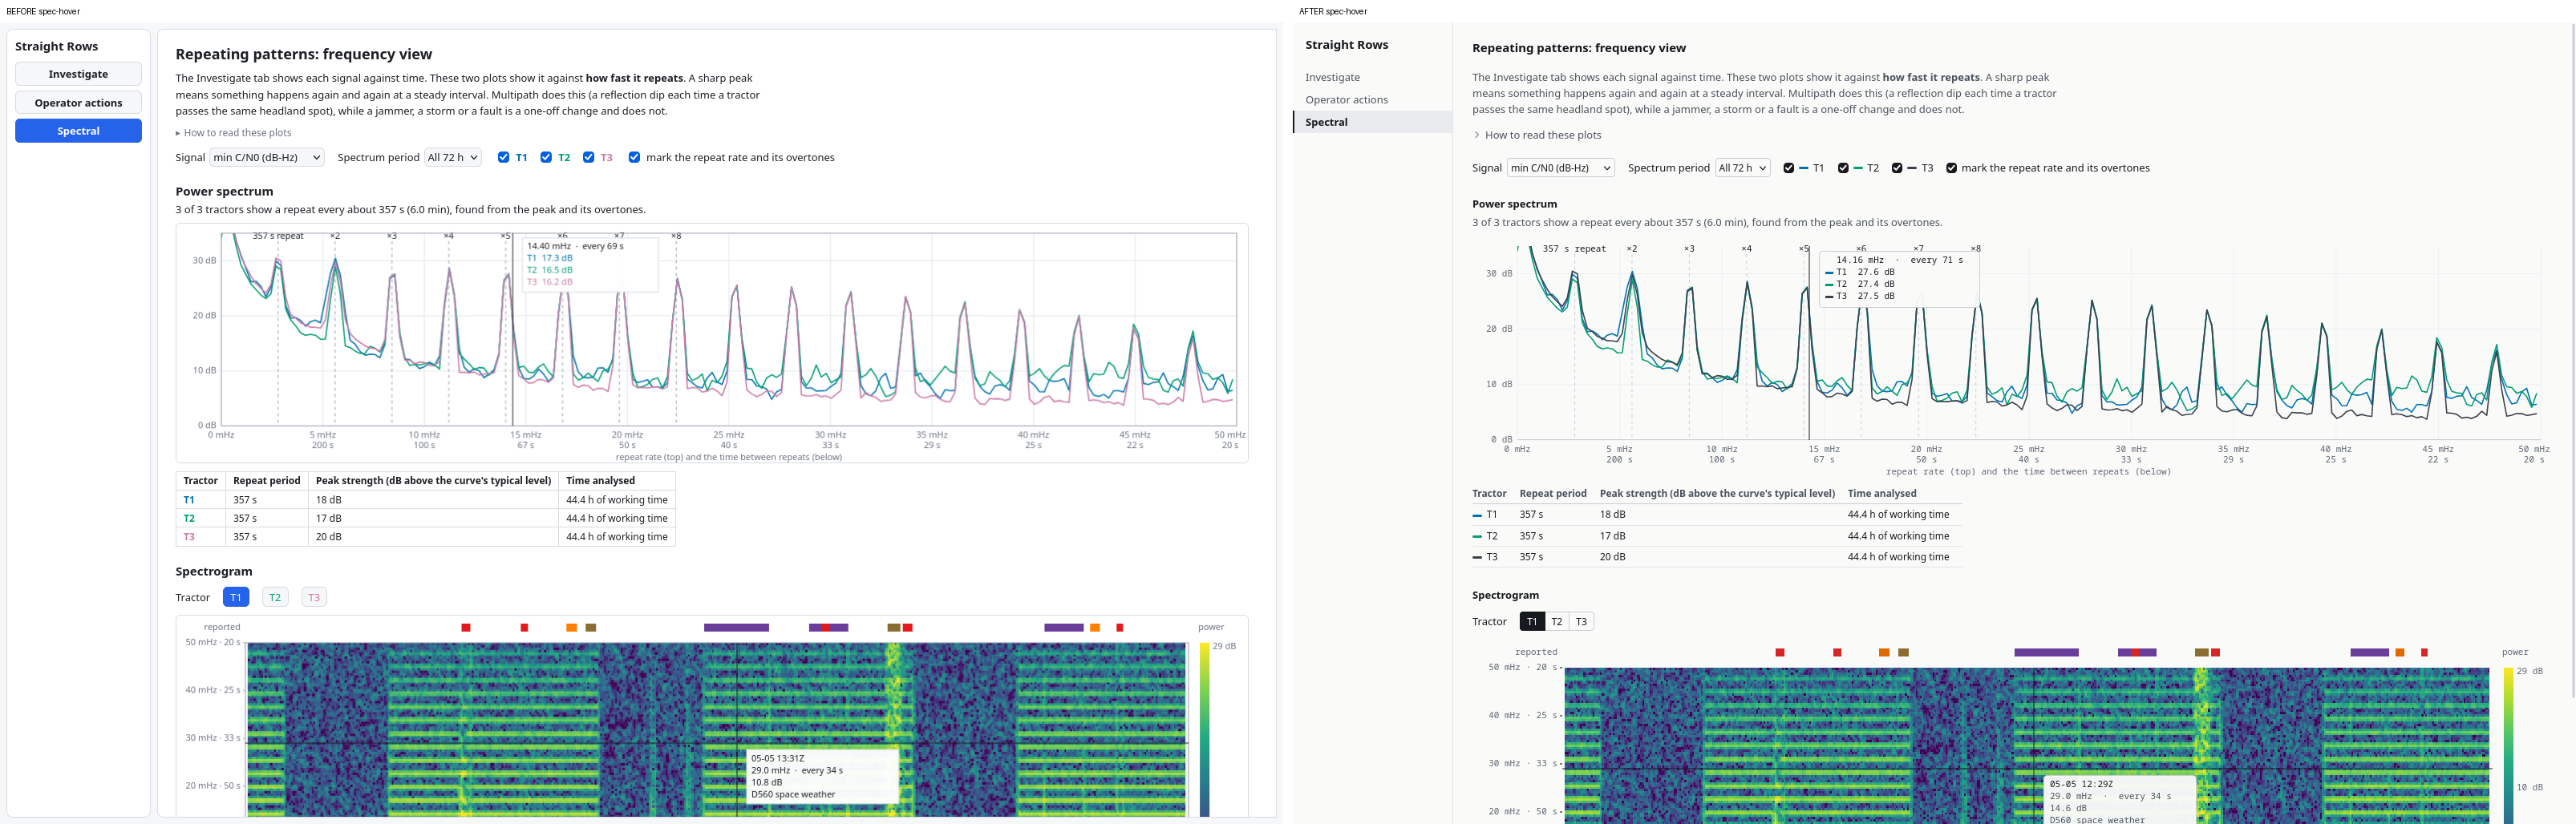 BEFORE spec-hover
Straight Rows
Investigate
Operator actions
Spectral
Repeating patterns: frequency view
The Investigate tab shows each signal against time. These two plots show it against how fast it repeats. A sharp peak
means something happens again and again at a steady interval. Multipath does this (a reflection dip each time a tractor
passes the same headland spot), while a jammer, a storm or a fault is a one-off change and does not.
▸ How to read these plots
Signal min C/N0 (dB-Hz) Spectrum period All 72 h T1 T2 T3 mark the repeat rate and its overtones
Power spectrum
3 of 3 tractors show a repeat every about 357 s (6.0 min), found from the peak and its overtones.
357 s repeat ×2 ×3 ×4 ×5 ×6 ×7 ×8
14.40 mHz · every 69 s
T1 17.3 dB
T2 16.5 dB
T3 16.2 dB
30 dB
20 dB
10 dB
0 dB
0 mHz 5 mHz 10 mHz 15 mHz 20 mHz 25 mHz 30 mHz 35 mHz 40 mHz 45 mHz 50 mHz
200 s 100 s 67 s 50 s 40 s 33 s 29 s 25 s 22 s 20 s
repeat rate (top) and the time between repeats (below)
Tractor Repeat period Peak strength (dB above the curve's typical level) Time analysed
T1 357 s 18 dB 44.4 h of working time
T2 357 s 17 dB 44.4 h of working time
T3 357 s 20 dB 44.4 h of working time
Spectrogram
Tractor T1 T2 T3
reported power
50 mHz · 20 s 29 dB
40 mHz · 25 s
30 mHz · 33 s
20 mHz · 50 s
05-05 13:31Z
29.0 mHz · every 34 s
10.8 dB
D560 space weather
AFTER spec-hover
Straight Rows
Investigate
Operator actions
Spectral
Repeating patterns: frequency view
The Investigate tab shows each signal against time. These two plots show it against how fast it repeats. A sharp peak
means something happens again and again at a steady interval. Multipath does this (a reflection dip each time a tractor
passes the same headland spot), while a jammer, a storm or a fault is a one-off change and does not.
How to read these plots
Signal min C/N0 (dB-Hz) Spectrum period All 72 h T1 T2 T3 mark the repeat rate and its overtones
Power spectrum
3 of 3 tractors show a repeat every about 357 s (6.0 min), found from the peak and its overtones.
357 s repeat ×2 ×3 ×4 ×5 ×6 ×7 ×8
14.16 mHz · every 71 s
T1 27.6 dB
T2 27.4 dB
T3 27.5 dB
30 dB
20 dB
10 dB
0 dB
0 mHz 5 mHz 10 mHz 15 mHz 20 mHz 25 mHz 30 mHz 35 mHz 40 mHz 45 mHz 50 mHz
200 s 100 s 67 s 50 s 40 s 33 s 29 s 25 s 22 s 20 s
repeat rate (top) and the time between repeats (below)
Tractor Repeat period Peak strength (dB above the curve's typical level) Time analysed
T1 357 s 18 dB 44.4 h of working time
T2 357 s 17 dB 44.4 h of working time
T3 357 s 20 dB 44.4 h of working time
Spectrogram
Tractor T1 T2 T3
reported power
50 mHz · 20 s 29 dB
40 mHz · 25 s
30 mHz · 33 s
20 mHz · 50 s 10 dB
05-05 12:29Z
29.0 mHz · every 34 s
14.6 dB
D560 space weather